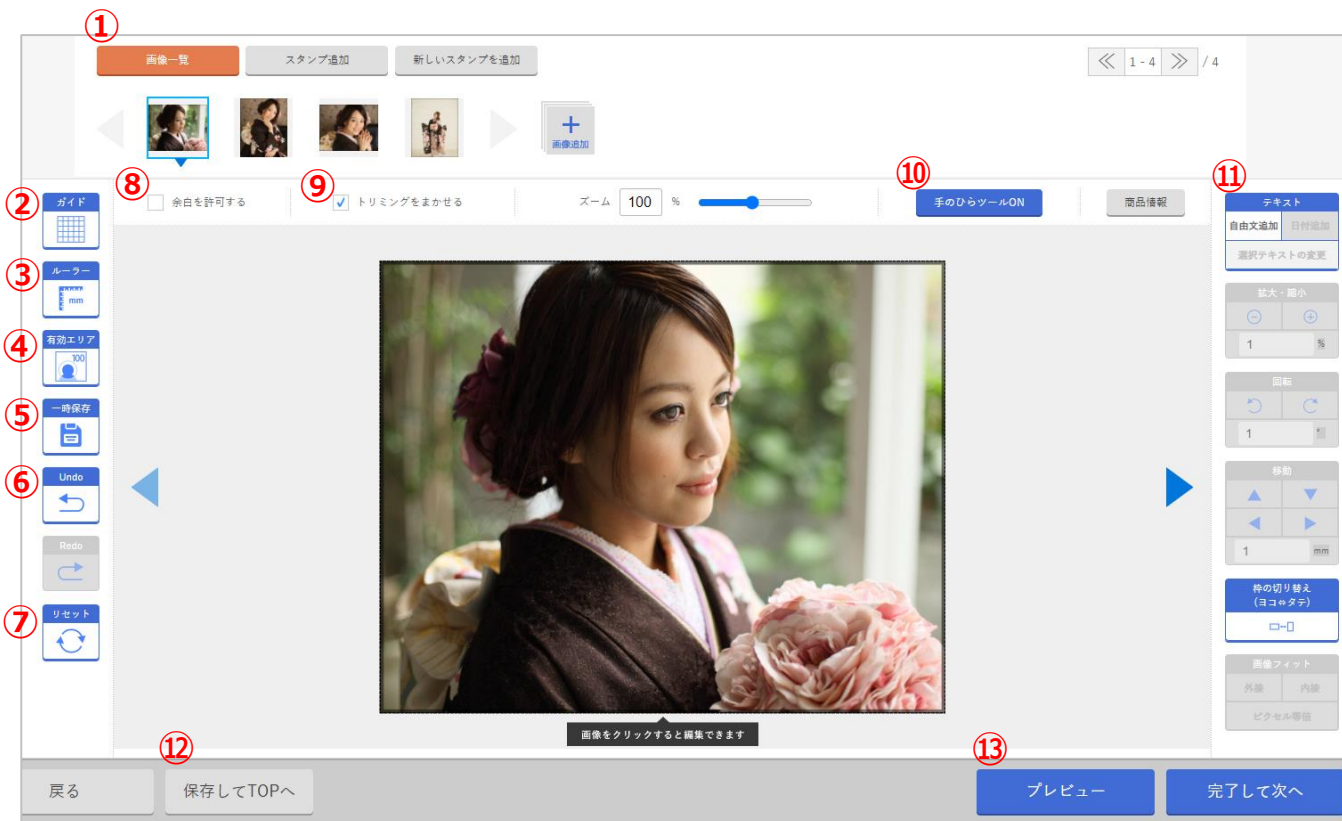 ①
画像一覧
スタンプ追加
新しいスタンプを追加
1 - 4
/ 4
画像追加
②
ガイド
③
ルーラー
mm
④
有効エリア
100
⑤
一時保存
⑥
Undo
Redo
⑦
リセット
⑧
余白を許可する
⑨
トリミングをまかせる
ズーム 100 %
⑩
手のひらツールON
商品情報
画像をクリックすると編集できます
⑪
テキスト
自由文追加 日付追加
選択テキストの変更
拡大・縮小
1 %
回転
1 °
移動
1 mm
枠の切り替え
(ヨコ⇔タテ)
画像フィット
外接 内接
ピクセル等倍
戻る
⑫
保存してTOPへ
⑬
プレビュー
完了して次へ